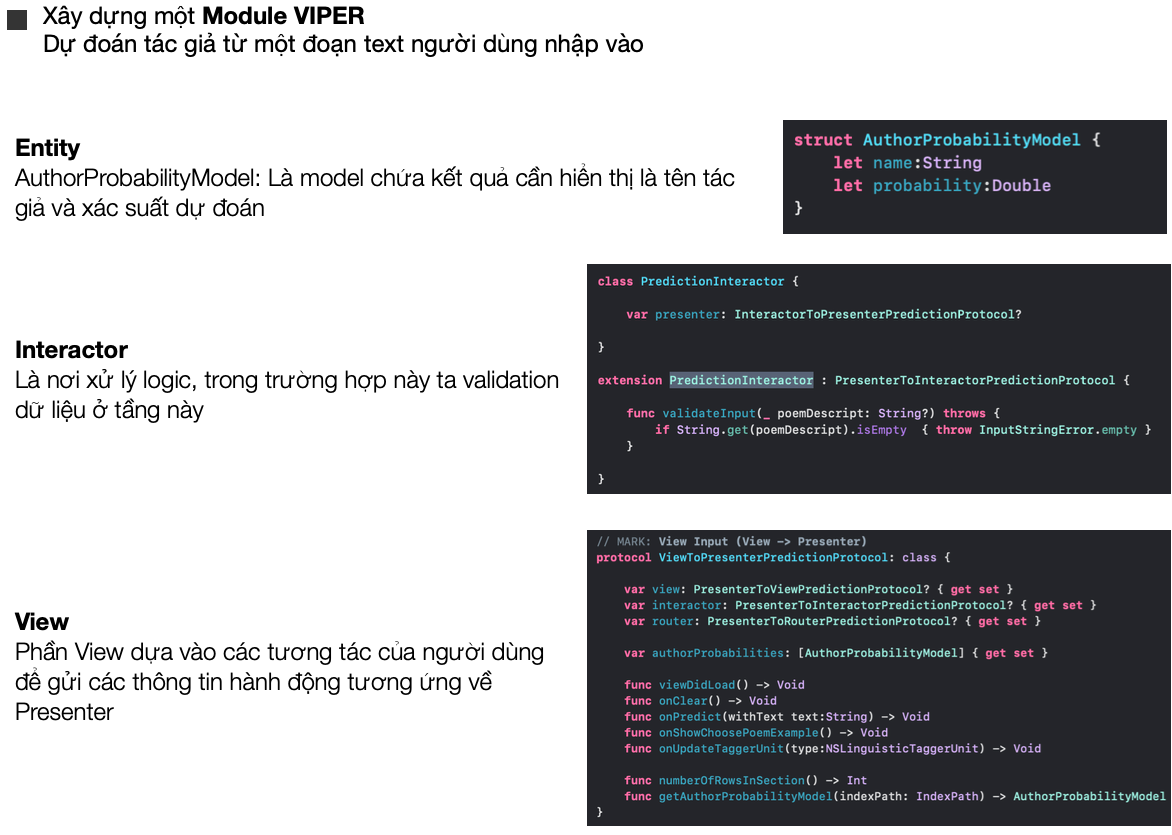 Xây dựng một Module VIPER
Dự đoán tác giả từ một đoạn text người dùng nhập vào
Entity
AuthorProbabilityModel: Là model chứa kết quả cần hiển thị là tên tác
giả và xác suất dự đoán
struct AuthorProbabilityModel {
let name:String
let probability:Double
}
Interactor
Là nơi xử lý logic, trong trường hợp này ta validation
dữ liệu ở tầng này
class PredictionInteractor {
var presenter: InteractorToPresenterPredictionProtocol?
}
extension PredictionInteractor : PresenterToInteractorPredictionProtocol {
func validateInput(_ poemDescript: String?) throws {
if String.get(poemDescript).isEmpty  { throw InputStringError.empty }
}
}
View
Phần View dựa vào các tương tác của người dùng
để gửi các thông tin hành động tương ứng về
Presenter
// MARK: View Input (View -> Presenter)
protocol ViewToPresenterPredictionProtocol: class {
var view: PresenterToViewPredictionProtocol? { get set }
var interactor: PresenterToInteractorPredictionProtocol? { get set }
var router: PresenterToRouterPredictionProtocol? { get set }
var authorProbabilities: [AuthorProbabilityModel] { get set }
func viewDidLoad() -> Void
func onClear() -> Void
func onPredict(withText text:String) -> Void
func onShowChoosePoemExample() -> Void
func onUpdateTaggerUnit(type:NSLinguisticTaggerUnit) -> Void
func numberOfRowsInSection() -> Int
func getAuthorProbabilityModel(indexPath: IndexPath) -> AuthorProbabilityModel
}